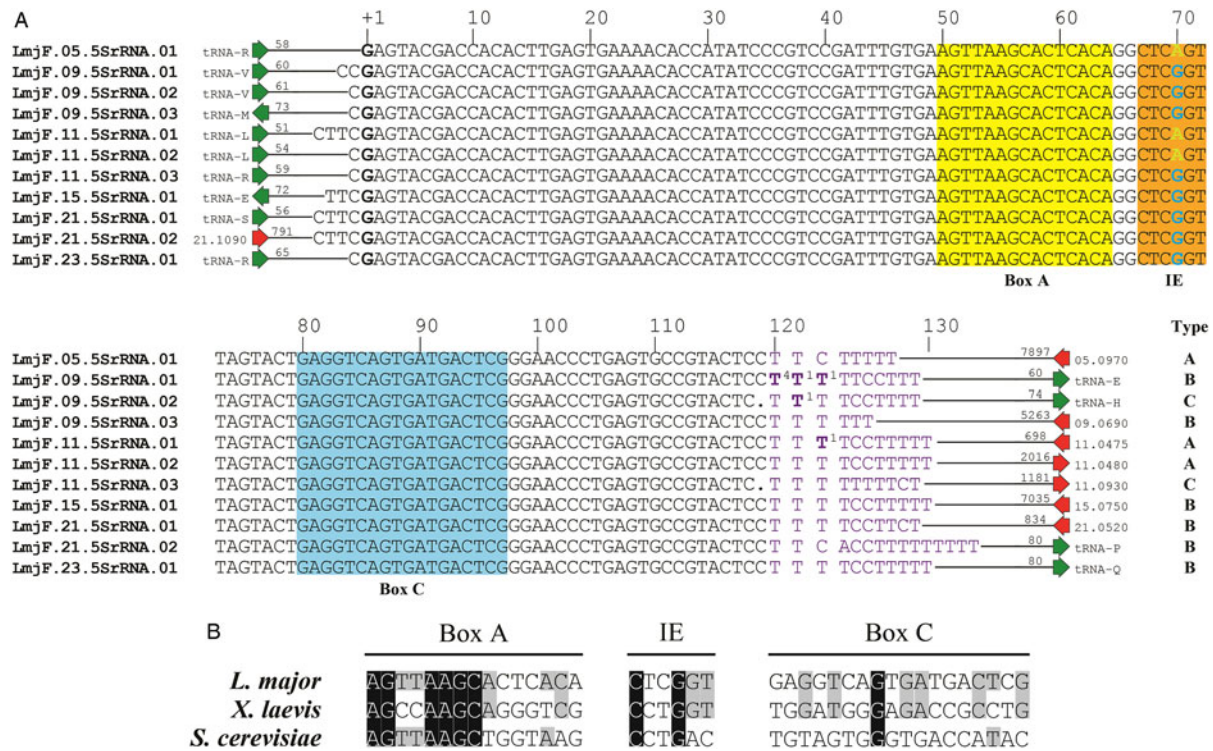 A
+1 10 20 30 40 50 60 70
LmjF.05.5SrRNA.01 tRNA-R 58 GAGTACGACCACACTTGAGTGAAAACACCATATCCCGTCCGATTTGTGAAGTTAAGCACTCACAGGCTCAGT
LmjF.09.5SrRNA.01 tRNA-V 60 CCGAGTACGACCACACTTGAGTGAAAACACCATATCCCGTCCGATTTGTGAAGTTAAGCACTCACAGGCTCGGT
LmjF.09.5SrRNA.02 tRNA-V 61 CGAGTACGACCACACTTGAGTGAAAACACCATATCCCGTCCGATTTGTGAAGTTAAGCACTCACAGGCTCGGT
LmjF.09.5SrRNA.03 tRNA-M 73 CGAGTACGACCACACTTGAGTGAAAACACCATATCCCGTCCGATTTGTGAAGTTAAGCACTCACAGGCTCGGT
LmjF.11.5SrRNA.01 tRNA-L 51 CTTCGAGTACGACCACACTTGAGTGAAAACACCATATCCCGTCCGATTTGTGAAGTTAAGCACTCACAGGCTCAGT
LmjF.11.5SrRNA.02 tRNA-L 54 CGAGTACGACCACACTTGAGTGAAAACACCATATCCCGTCCGATTTGTGAAGTTAAGCACTCACAGGCTCAGT
LmjF.11.5SrRNA.03 tRNA-R 59 CGAGTACGACCACACTTGAGTGAAAACACCATATCCCGTCCGATTTGTGAAGTTAAGCACTCACAGGCTCGGT
LmjF.15.5SrRNA.01 tRNA-E 72 TTCGAGTACGACCACACTTGAGTGAAAACACCATATCCCGTCCGATTTGTGAAGTTAAGCACTCACAGGCTCGGT
LmjF.21.5SrRNA.01 tRNA-S 56 CTTCGAGTACGACCACACTTGAGTGAAAACACCATATCCCGTCCGATTTGTGAAGTTAAGCACTCACAGGCTCGGT
LmjF.21.5SrRNA.02 21.1090 791 CTTCGAGTACGACCACACTTGAGTGAAAACACCATATCCCGTCCGATTTGTGAAGTTAAGCACTCACAGGCTCGGT
LmjF.23.5SrRNA.01 tRNA-R 65 CGAGTACGACCACACTTGAGTGAAAACACCATATCCCGTCCGATTTGTGAAGTTAAGCACTCACAGGCTCGGT
Box A IE
80 90 100 110 120 130 Type
LmjF.05.5SrRNA.01 TAGTACTGAGGTCAGTGATGACTCGGGAACCCTGAGTGCCGTACTCCT T C TTTTT 7897 05.0970 A
LmjF.09.5SrRNA.01 TAGTACTGAGGTCAGTGATGACTCGGGAACCCTGAGTGCCGTACTCCT4 T1 T1 TTCCTTT 60 tRNA-E B
LmjF.09.5SrRNA.02 TAGTACTGAGGTCAGTGATGACTCGGGAACCCTGAGTGCCGTACTC.T T1 T TCCTTTT 74 tRNA-H C
LmjF.09.5SrRNA.03 TAGTACTGAGGTCAGTGATGACTCGGGAACCCTGAGTGCCGTACTCCT T T TTT 5263 09.0690 B
LmjF.11.5SrRNA.01 TAGTACTGAGGTCAGTGATGACTCGGGAACCCTGAGTGCCGTACTCCT T T1 TCCTTTTT 698 11.0475 A
LmjF.11.5SrRNA.02 TAGTACTGAGGTCAGTGATGACTCGGGAACCCTGAGTGCCGTACTCCT T T TCCTTTTT 2016 11.0480 A
LmjF.11.5SrRNA.03 TAGTACTGAGGTCAGTGATGACTCGGGAACCCTGAGTGCCGTACTC.T T T TTTTTCT 1181 11.0930 C
LmjF.15.5SrRNA.01 TAGTACTGAGGTCAGTGATGACTCGGGAACCCTGAGTGCCGTACTCCT T T TCCTTTTT 7035 15.0750 B
LmjF.21.5SrRNA.01 TAGTACTGAGGTCAGTGATGACTCGGGAACCCTGAGTGCCGTACTCCT T T TCCTTCT 834 21.0520 B
LmjF.21.5SrRNA.02 TAGTACTGAGGTCAGTGATGACTCGGGAACCCTGAGTGCCGTACTCCT T C ACCTTTTTTTTT 80 tRNA-P B
LmjF.23.5SrRNA.01 TAGTACTGAGGTCAGTGATGACTCGGGAACCCTGAGTGCCGTACTCCT T T TCCTTTTT 80 tRNA-Q B
Box C
B
Box A IE Box C
L. major AGTTAAGCACTCACA CTCGGT GAGGTCAGTGATGACTCG
X. laevis AGCCAAGCAGGGTCG CCTGGT TGGATGGGAGACCGCCTG
S. cerevisiae AGTTAAGCTGGTAAG CCTGAC TGTAGTGGGTGACCATAC